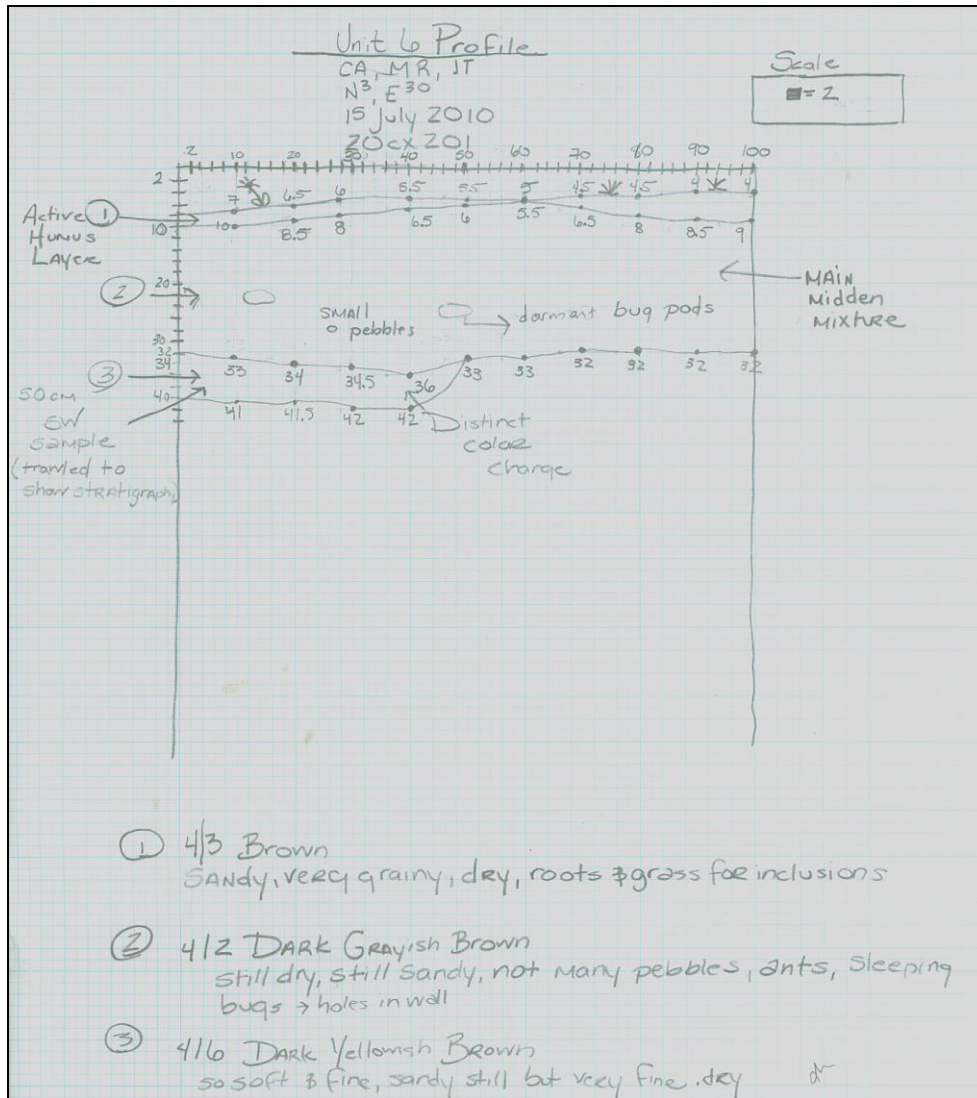 Unit 6 Profile
CA, MR, JT
N3, E30
15 July 2010
20cx 201
Scale
= 2
2 10 20 30 40 50 60 70 80 90 100
2
7 6.5 6 5.5 5.5 5 4.5 4.5 4 4
Active 1
Humus
Layer
10
10 8.5 8 6.5 6 5.5 6.5 8 8.5 9
20
2
MAIN
Midden
Mixture
SMALL
pebbles
dormant bug pods
30
32
34
33 34 34.5 36 33 33 32 32 32 32
3
40
41 41.5 42 42
50cm
SW
sample
(trowled to
show STRATigraphy)
Distinct
color
change
1 4/3 Brown
SANdy, very grainy, dry, roots & grass for inclusions
2 4/2 DARK GRAyish Brown
still dry, still sandy, not many pebbles, ants, sleeping
bugs → holes in wall
3 4/6 DARK Yellowish Brown
so soft & fine, sandy still but very fine. dry